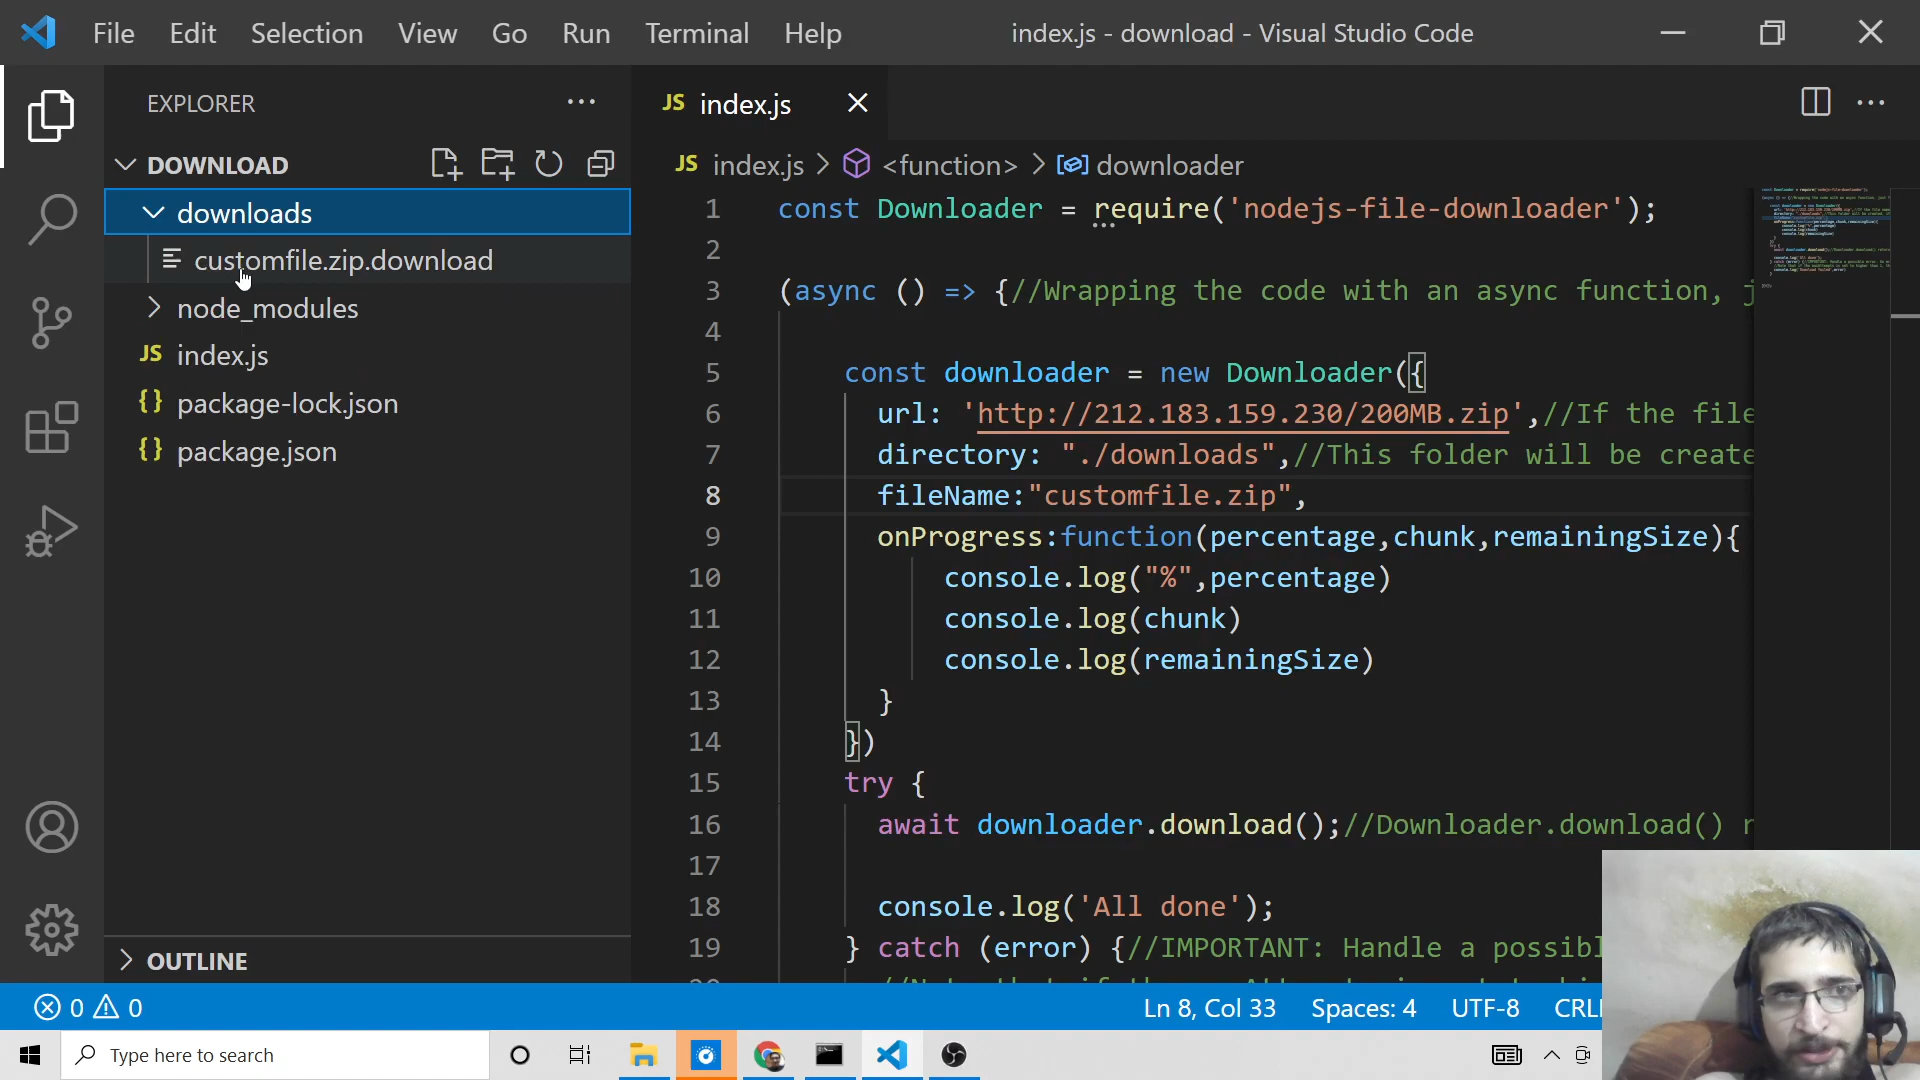 File Edit Selection View Go Run Terminal Help index.js - download - Visual Studio Code
EXPLORER
DOWNLOAD
downloads
customfile.zip.download
node_modules
JS index.js
{} package-lock.json
{} package.json
OUTLINE
JS index.js
JS index.js > <function> > downloader
1 const Downloader = require('nodejs-file-downloader');
2
3 (async () => {//Wrapping the code with an async function, j
4
5 const downloader = new Downloader({
6 url: 'http://212.183.159.230/200MB.zip',//If the file
7 directory: "./downloads",//This folder will be create
8 fileName:"customfile.zip",
9 onProgress:function(percentage,chunk,remainingSize){
10 console.log("%",percentage)
11 console.log(chunk)
12 console.log(remainingSize)
13 }
14 })
15 try {
16 await downloader.download();//Downloader.download() r
17
18 console.log('All done');
19 } catch (error) {//IMPORTANT: Handle a possibl
0 0 Ln 8, Col 33 Spaces: 4 UTF-8 CRL
Type here to search